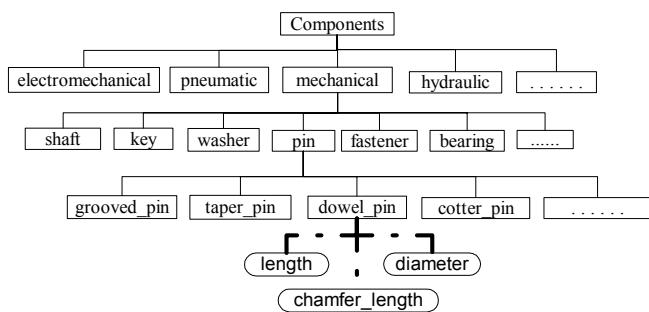 Components
electromechanical pneumatic mechanical hydraulic . . . . . .
shaft key washer pin fastener bearing ......
grooved_pin taper_pin dowel_pin cotter_pin . . . . . .
length diameter
chamfer_length